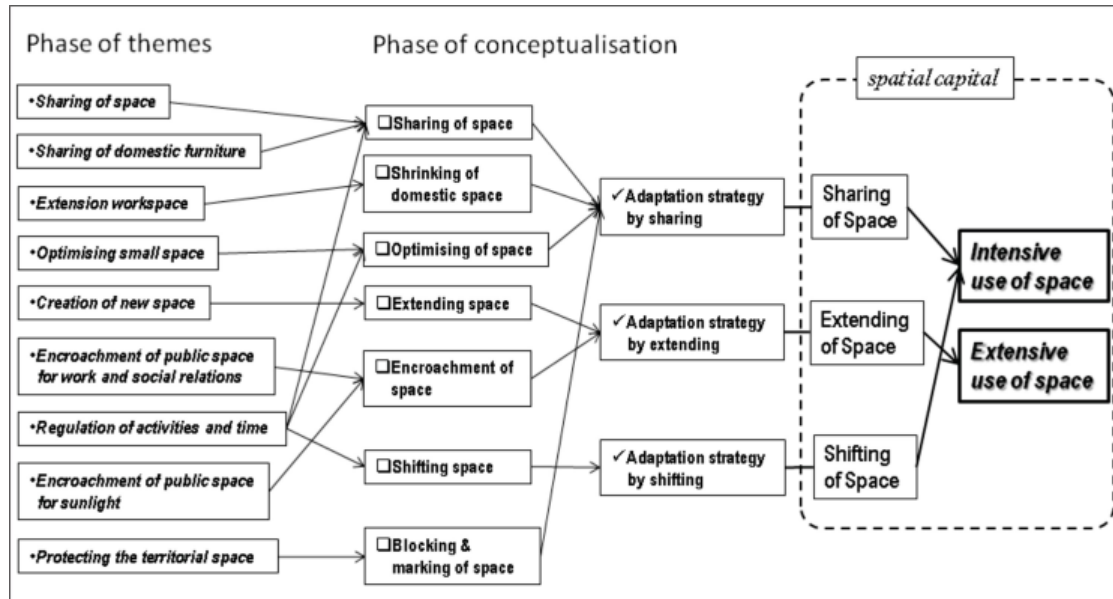 Phase of themes
•Sharing of space
•Sharing of domestic furniture
•Extension workspace
•Optimising small space
•Creation of new space
•Encroachment of public space
for work and social relations
•Regulation of activities and time
•Encroachment of public space
for sunlight
•Protecting the territorial space
Phase of conceptualisation
❑Sharing of space
❑Shrinking of
domestic space
❑Optimising of space
❑Extending space
❑Encroachment of
space
❑Shifting space
❑Blocking &
marking of space
✓Adaptation strategy
by sharing
✓Adaptation strategy
by extending
✓Adaptation strategy
by shifting
spatial capital
Sharing
of Space
Extending
of Space
Shifting
of Space
Intensive
use of space
Extensive
use of space